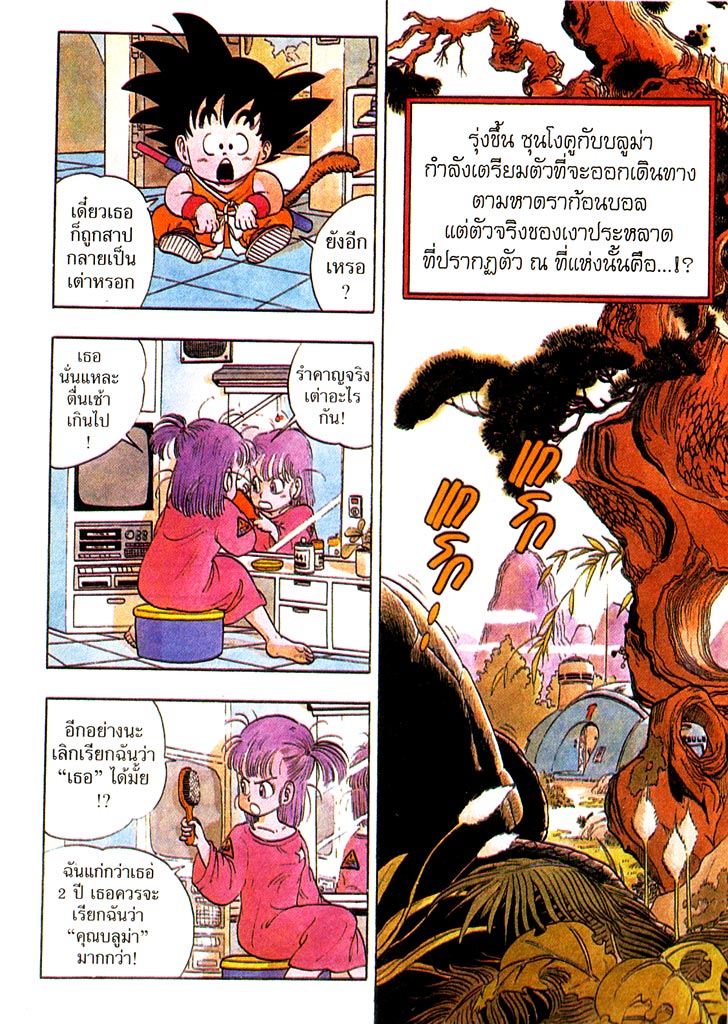 รุ่งขึ้น ซุนโงคูกับบลูม่า
กำลังเตรียมตัวที่จะออกเดินทาง
ตามหาดราก้อนบอล
แต่ตัวจริงของเงาประหลาด
ที่ปรากฏตัว ณ ที่แห่งนั้นคือ...!?
แก
โก
แก
โก
ยังอีก
เหรอ
?
เดี๋ยวเธอ
ก็ถูกสาป
กลายเป็น
เต่าหรอก
รำคาญจริง
เต่าอะไร
กัน!
เธอ
นั่นแหละ
ตื่นเช้า
เกินไป
!
อีกอย่างนะ
เลิกเรียกฉันว่า
“เธอ” ได้มั้ย
!?
ฉันแก่กว่าเธอ
2 ปี เธอควรจะ
เรียกฉันว่า
“คุณบลูม่า”
มากกว่า!